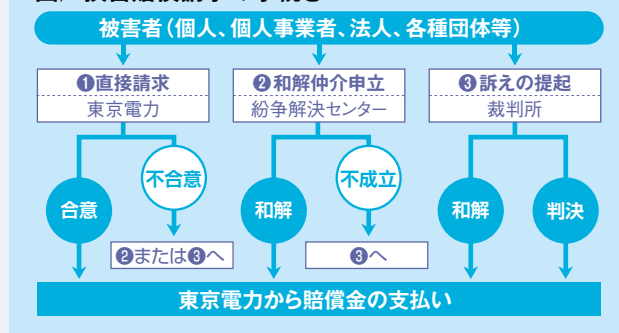 被害者（個人、個人事業者、法人、各種団体等）
❶直接請求
東京電力
❷和解仲介申立
紛争解決センター
❸訴えの提起
裁判所
合意
不合意
和解
不成立
和解
判決
❷または❸へ
❸へ
東京電力から賠償金の支払い